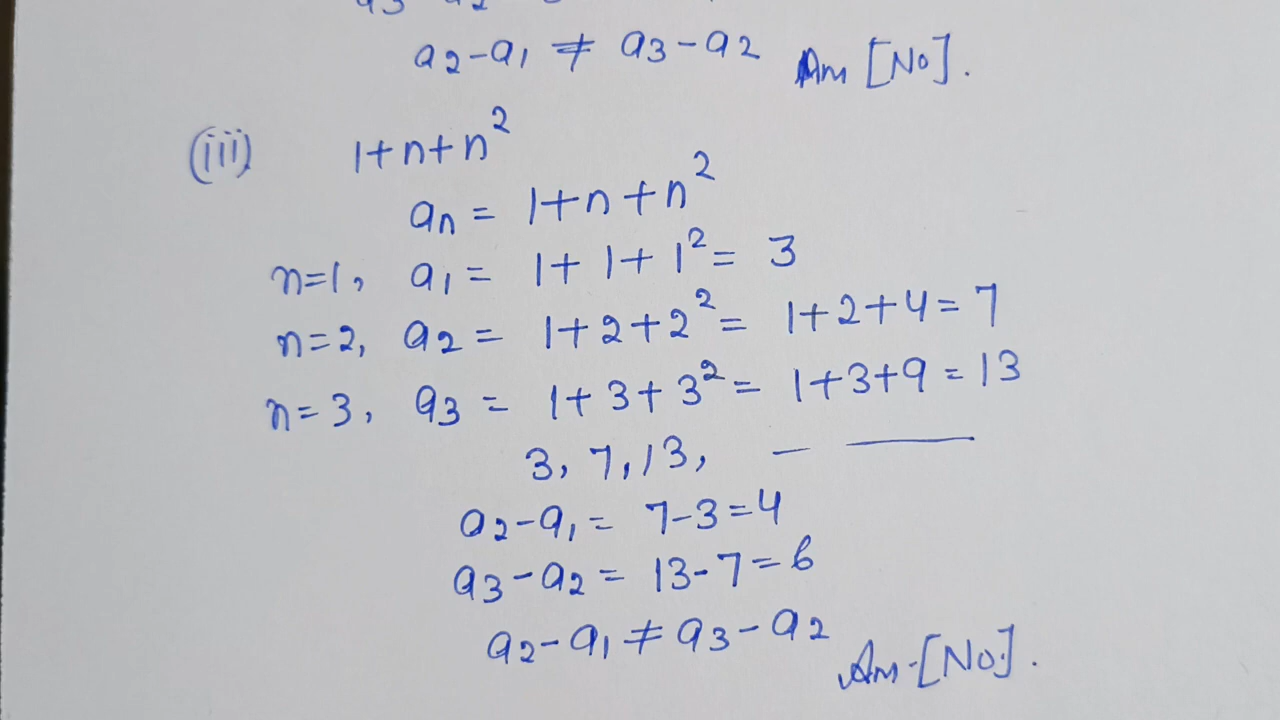 a₂-a₁ ≠ a₃-a₂ Ans [No].
(iii) 1+n+n²
aₙ = 1+n+n²
n=1, a₁ = 1+1+1² = 3
n=2, a₂ = 1+2+2² = 1+2+4=7
n=3, a₃ = 1+3+3² = 1+3+9=13
3, 7, 13, — ———
a₂-a₁ = 7-3=4
a₃-a₂ = 13-7=6
a₂-a₁ ≠ a₃-a₂ Ans.[No.].